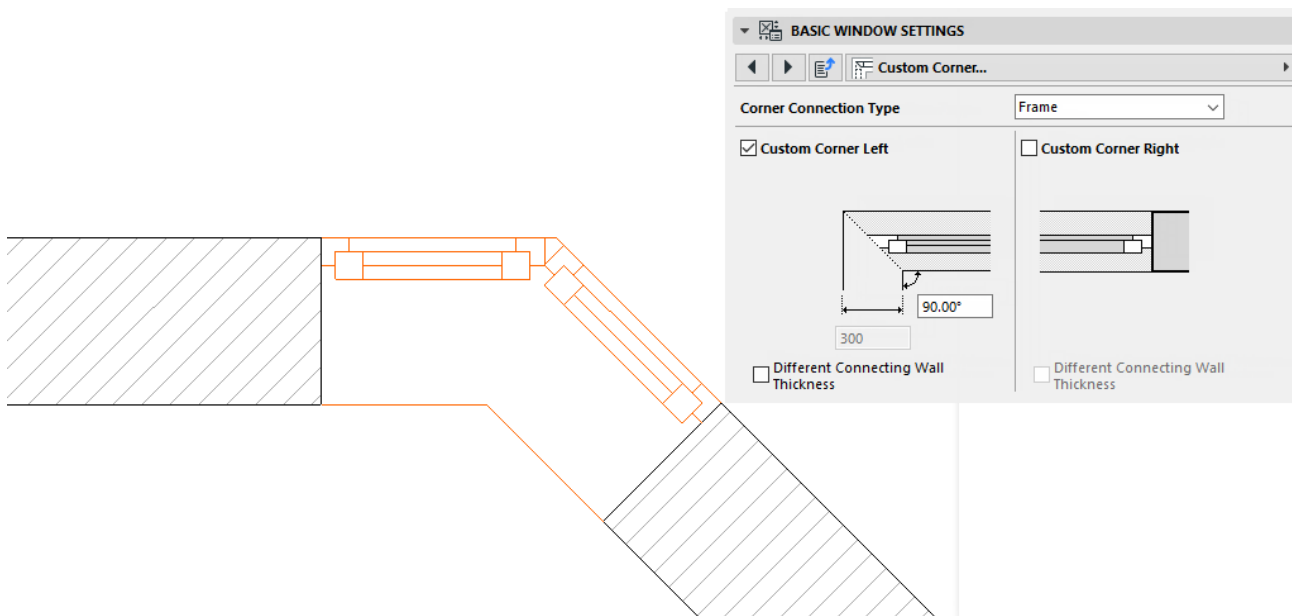 BASIC WINDOW SETTINGS
Custom Corner...
Corner Connection Type
Frame
Custom Corner Left
Custom Corner Right
90.00°
300
Different Connecting Wall
Thickness
Different Connecting Wall
Thickness